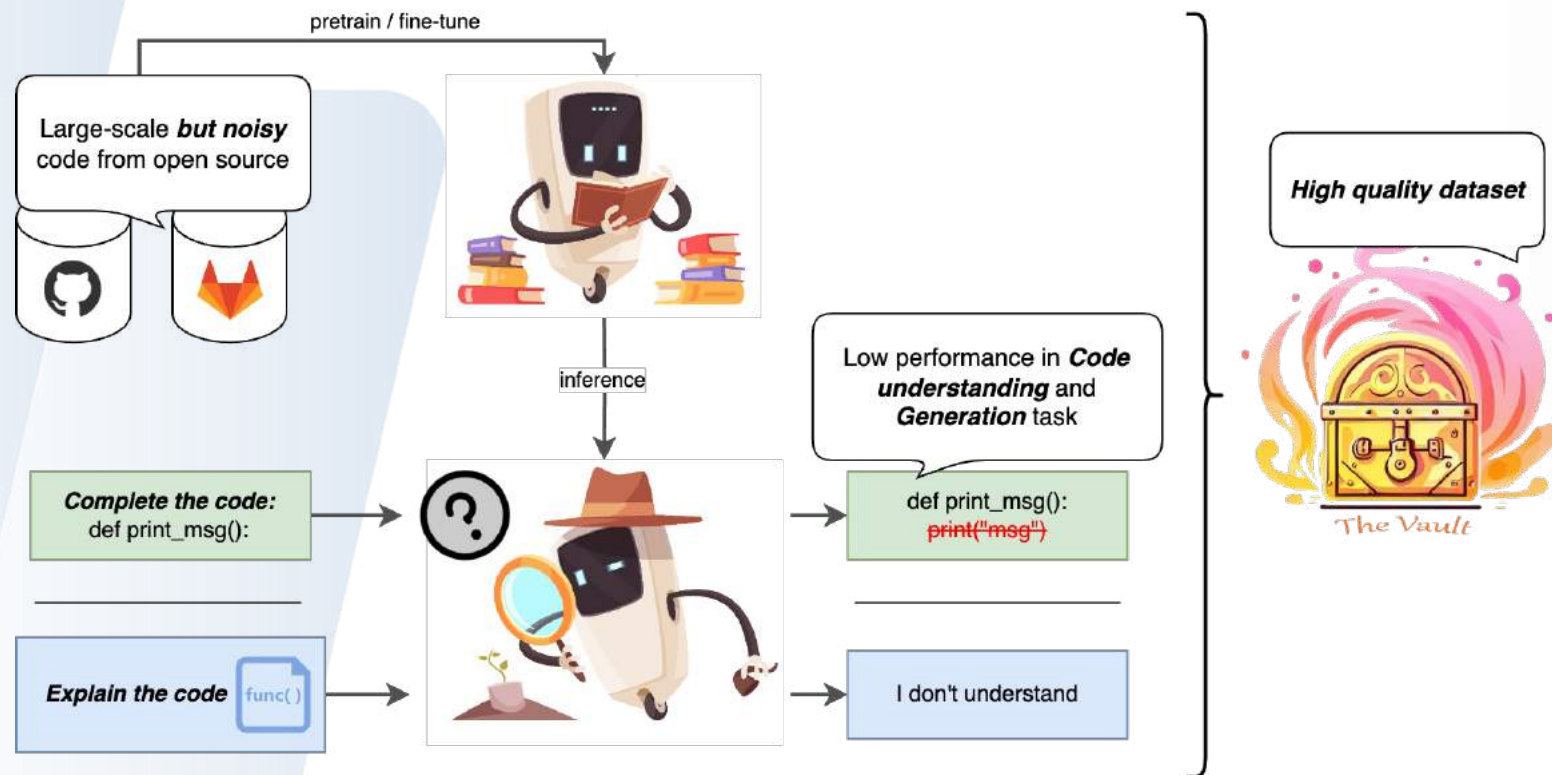 pretrain / fine-tune
Large-scale but noisy
code from open source
High quality dataset
inference
Low performance in Code
understanding and
Generation task
Complete the code:
def print_msg():
def print_msg():
print("msg")
The Vault
Explain the code
func()
I don't understand